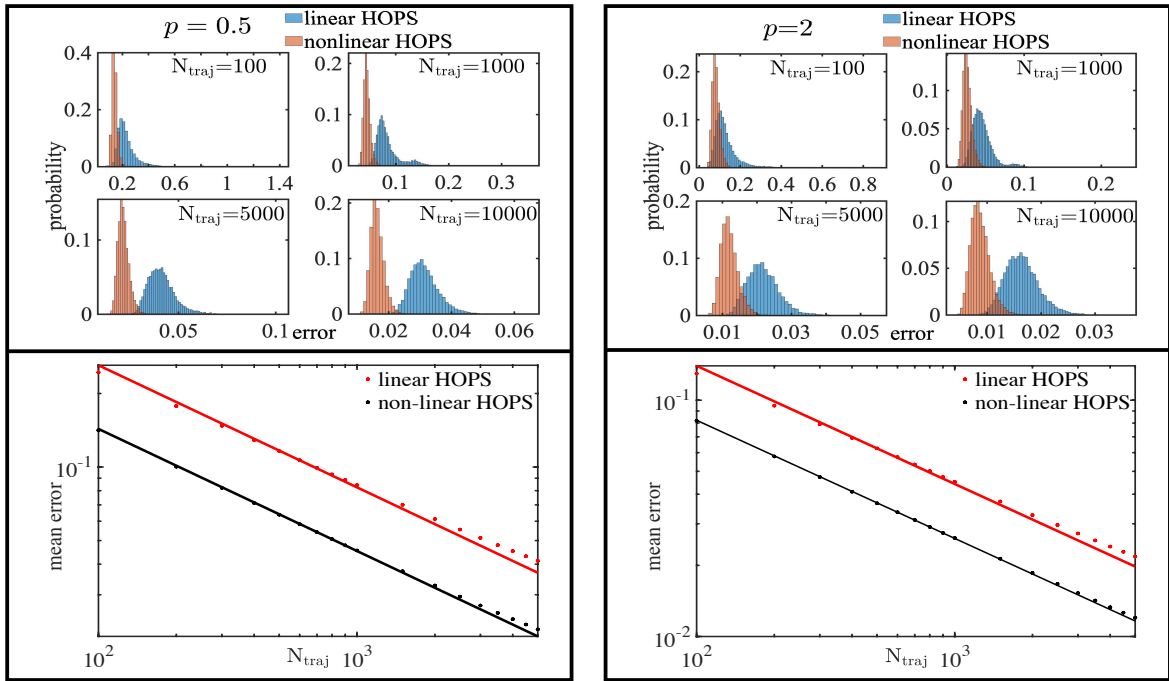 p = 0.5
linear HOPS
nonlinear HOPS
0.4
0.2
0
N_traj=100
0.2 0.6 1 1.4
0.2
0.1
0
N_traj=1000
0.1 0.2 0.3
probability
0.1
0
N_traj=5000
0.05 0.1
0.1
0
N_traj=10000
0.02 0.04 0.06
error
linear HOPS
non-linear HOPS
10^-1
mean error
10^2 N_traj 10^3
p=2
linear HOPS
nonlinear HOPS
0.2
0.1
0
N_traj=100
0 0.2 0.4 0.6 0.8
0.1
0.05
0
N_traj=1000
0 0.1 0.2
probability
0.2
0.1
0
N_traj=5000
0.01 0.03 0.05
0.1
0.05
0
N_traj=10000
0.01 0.02 0.03
error
linear HOPS
non-linear HOPS
10^-1
mean error
10^-2
10^2 N_traj 10^3